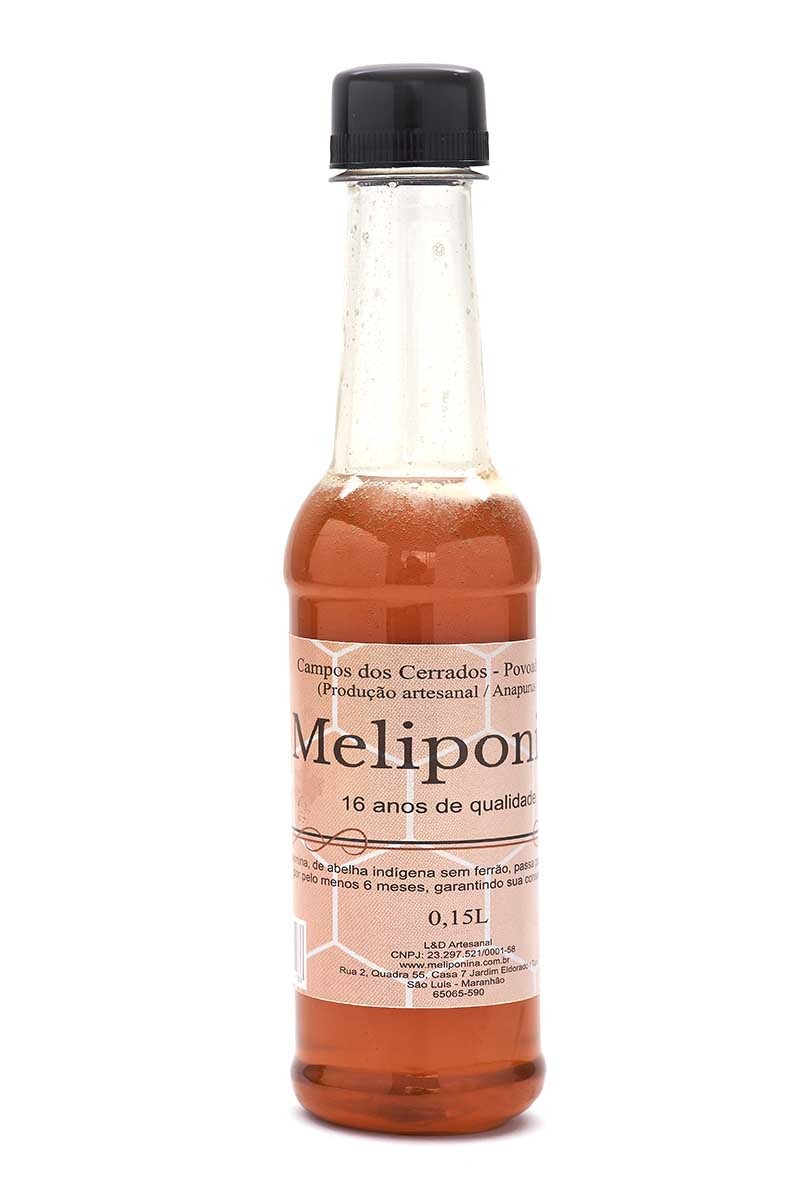 Campos dos Cerrados -
(Produção artesanal / Anapurus
Meliponi
16 anos de qualidade
de abelha indígena sem ferrão, passa
por pelo menos 6 meses, garantindo sua
0,15L
L&D Artesanal
CNPJ: 23.297.521/0001-58
www.meliponina.com.br
Rua 2, Quadra 55, Casa 7 Jardim Eldorado -
São Luis - Maranhão
65065-590